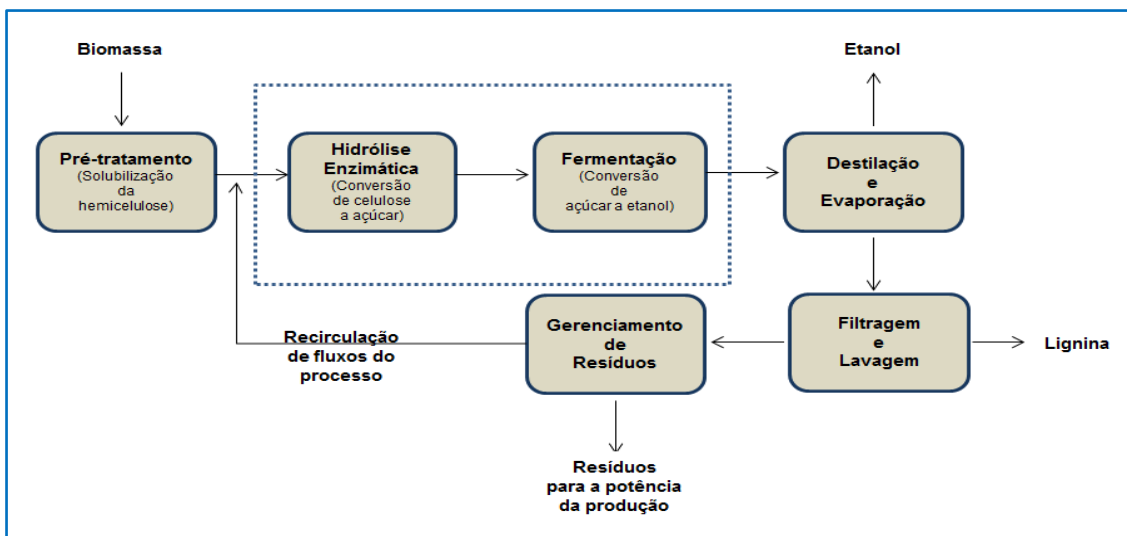 Biomassa
Etanol
Pré-tratamento
(Solubilização
da
hemicelulose)
Hidrólise
Enzimática
(Conversão
de celulose
a açúcar)
Fermentação
(Conversão
de
açúcar a etanol)
Destilação
e
Evaporação
Recirculação
de fluxos do
processo
Gerenciamento
de
Resíduos
Filtragem
e
Lavagem
Lignina
Resíduos
para a potência
da produção